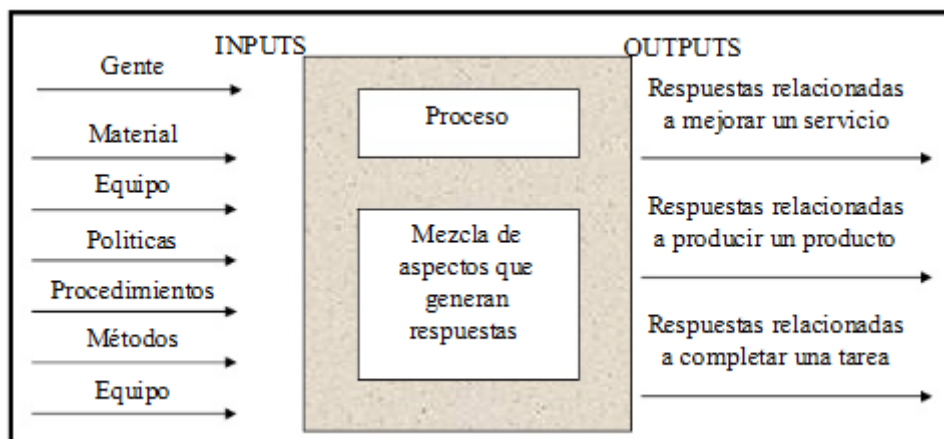 INPUTS
Gente
Material
Equipo
Politicas
Procedimientos
Métodos
Equipo
Proceso
Mezcla de
aspectos que
generan
respuestas
OUTPUTS
Respuestas relacionadas
a mejorar un servicio
Respuestas relacionadas
a producir un producto
Respuestas relacionadas
a completar una tarea